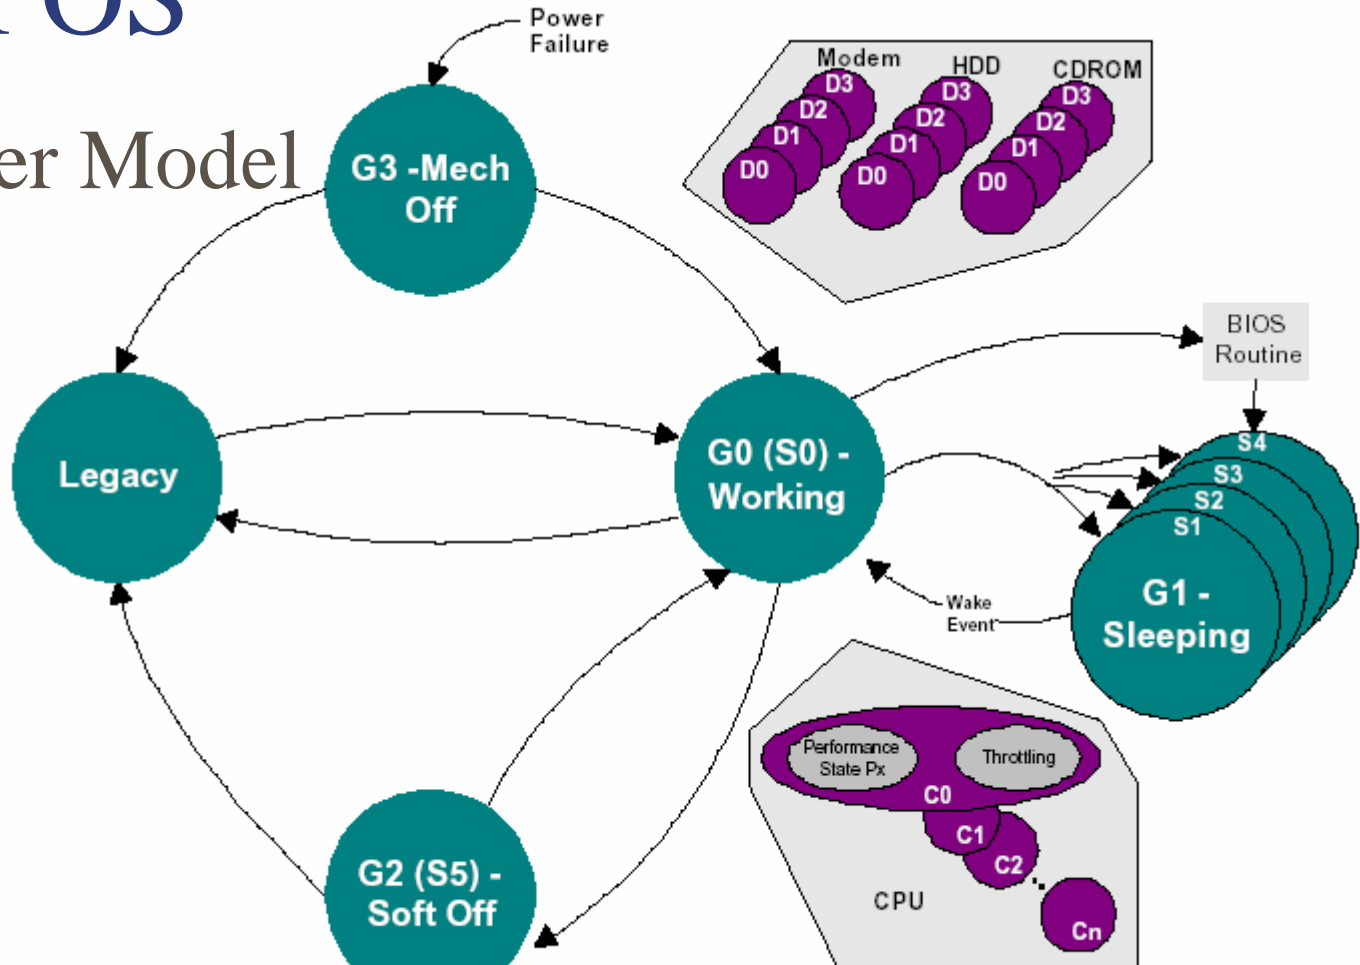 POS
er Model
Power
Failure
G3 -Mech
Off
Modem
HDD
CDROM
D3
D2
D1
D0
D3
D2
D1
D0
D3
D2
D1
D0
BIOS
Routine
Legacy
G0 (S0) -
Working
S4
S3
S2
S1
G1 -
Sleeping
Wake
Event
Performance
State Px
Throttling
C0
C1
C2
Cn
CPU
G2 (S5) -
Soft Off